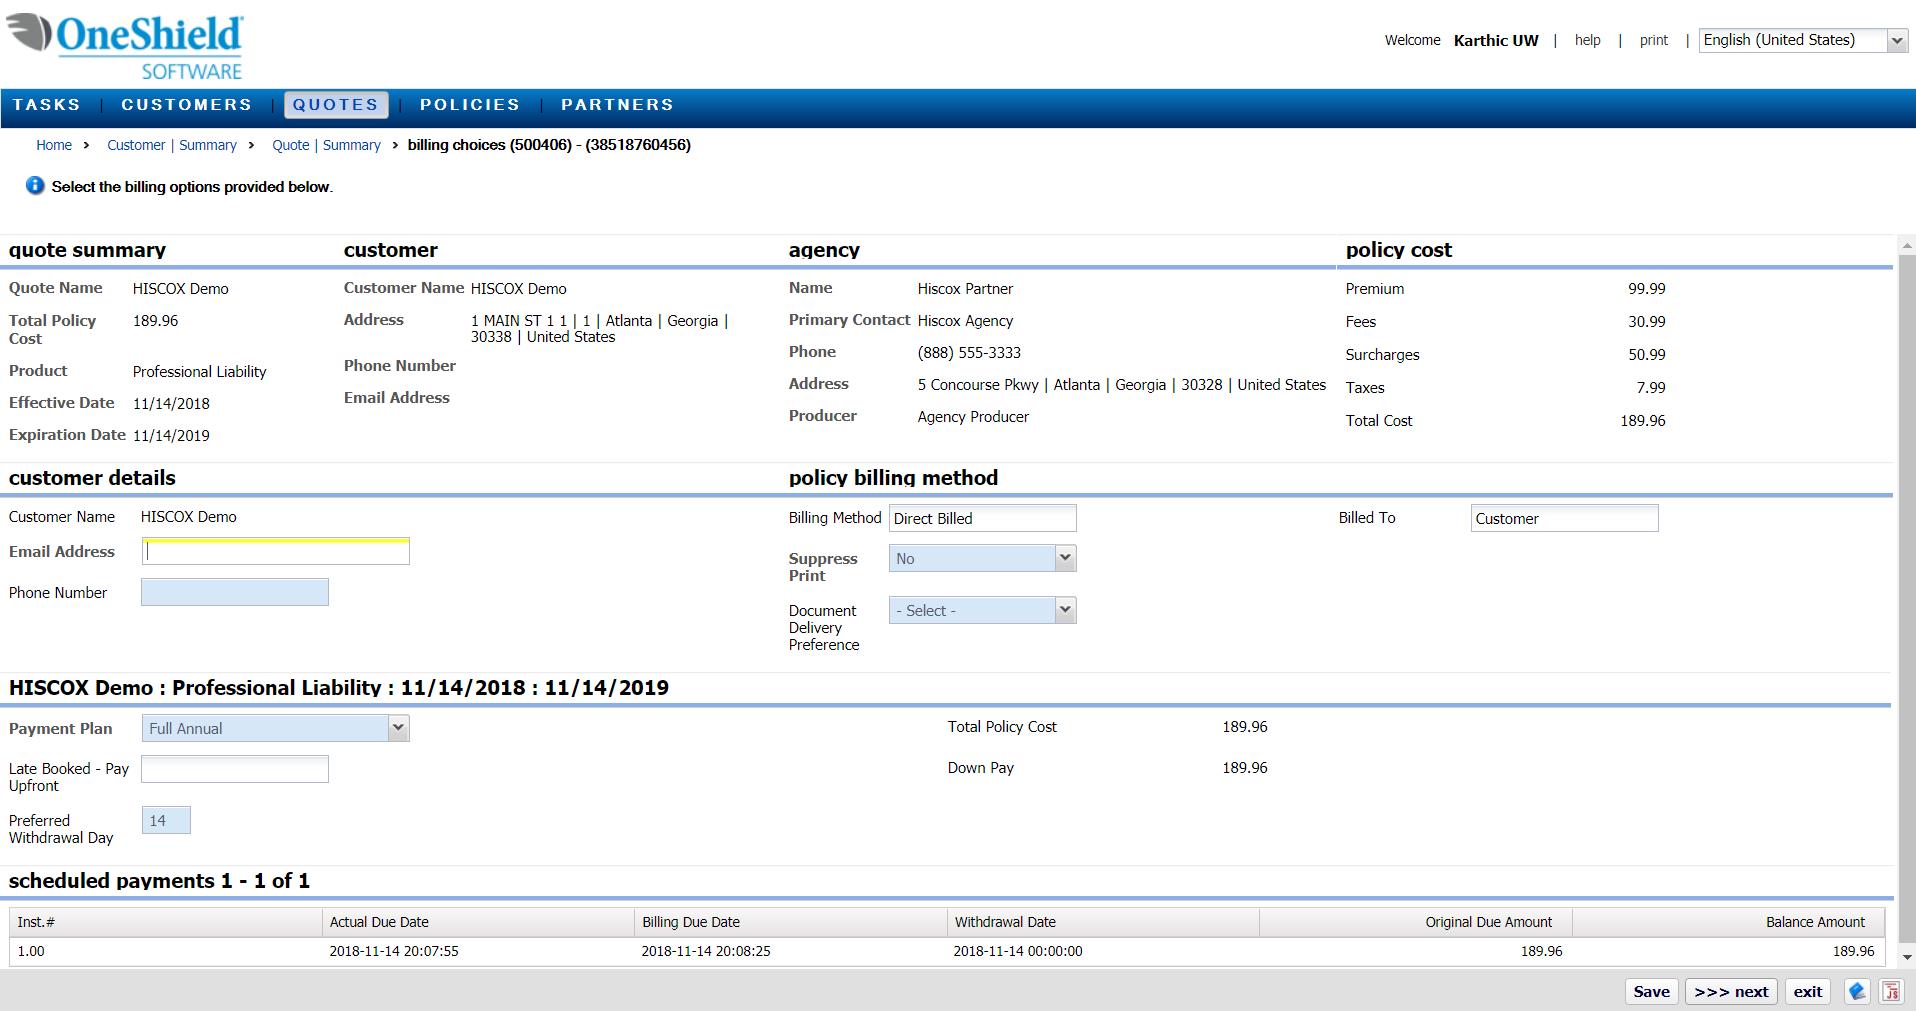 OneShield
SOFTWARE
Welcome Karthic UW | help | print | English (United States)
TASKS | CUSTOMERS | QUOTES | POLICIES | PARTNERS
Home › Customer | Summary › Quote | Summary › billing choices (500406) - (38518760456)
Select the billing options provided below.
quote summary
Quote Name HISCOX Demo
Total Policy Cost 189.96
Product Professional Liability
Effective Date 11/14/2018
Expiration Date 11/14/2019
customer
Customer Name HISCOX Demo
Address 1 MAIN ST 1 1 | 1 | Atlanta | Georgia |
30338 | United States
Phone Number
Email Address
agency
Name Hiscox Partner
Primary Contact Hiscox Agency
Phone (888) 555-3333
Address 5 Concourse Pkwy | Atlanta | Georgia | 30328 | United States
Producer Agency Producer
policy cost
Premium 99.99
Fees 30.99
Surcharges 50.99
Taxes 7.99
Total Cost 189.96
customer details
Customer Name HISCOX Demo
Email Address
Phone Number
policy billing method
Billing Method Direct Billed
Suppress
Print No
Document
Delivery
Preference - Select -
Billed To Customer
HISCOX Demo : Professional Liability : 11/14/2018 : 11/14/2019
Payment Plan Full Annual
Late Booked - Pay
Upfront
Preferred
Withdrawal Day 14
Total Policy Cost 189.96
Down Pay 189.96
scheduled payments 1 - 1 of 1
Inst.# Actual Due Date Billing Due Date Withdrawal Date Original Due Amount Balance Amount
1.00 2018-11-14 20:07:55 2018-11-14 20:08:25 2018-11-14 00:00:00 189.96 189.96
Save >>> next exit JS